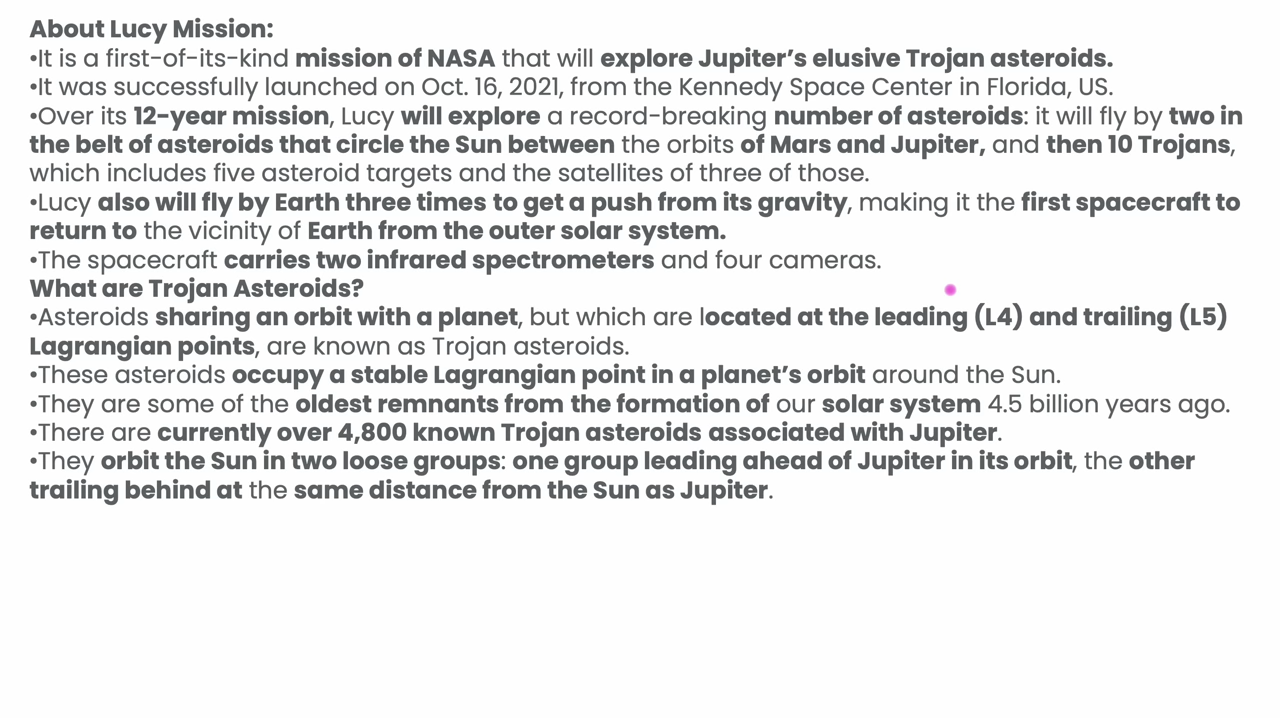 About Lucy Mission:
•It is a first-of-its-kind mission of NASA that will explore Jupiter’s elusive Trojan asteroids.
•It was successfully launched on Oct. 16, 2021, from the Kennedy Space Center in Florida, US.
•Over its 12-year mission, Lucy will explore a record-breaking number of asteroids: it will fly by two in
the belt of asteroids that circle the Sun between the orbits of Mars and Jupiter, and then 10 Trojans,
which includes five asteroid targets and the satellites of three of those.
•Lucy also will fly by Earth three times to get a push from its gravity, making it the first spacecraft to
return to the vicinity of Earth from the outer solar system.
•The spacecraft carries two infrared spectrometers and four cameras.
What are Trojan Asteroids?
•Asteroids sharing an orbit with a planet, but which are located at the leading (L4) and trailing (L5)
Lagrangian points, are known as Trojan asteroids.
•These asteroids occupy a stable Lagrangian point in a planet’s orbit around the Sun.
•They are some of the oldest remnants from the formation of our solar system 4.5 billion years ago.
•There are currently over 4,800 known Trojan asteroids associated with Jupiter.
•They orbit the Sun in two loose groups: one group leading ahead of Jupiter in its orbit, the other
trailing behind at the same distance from the Sun as Jupiter.